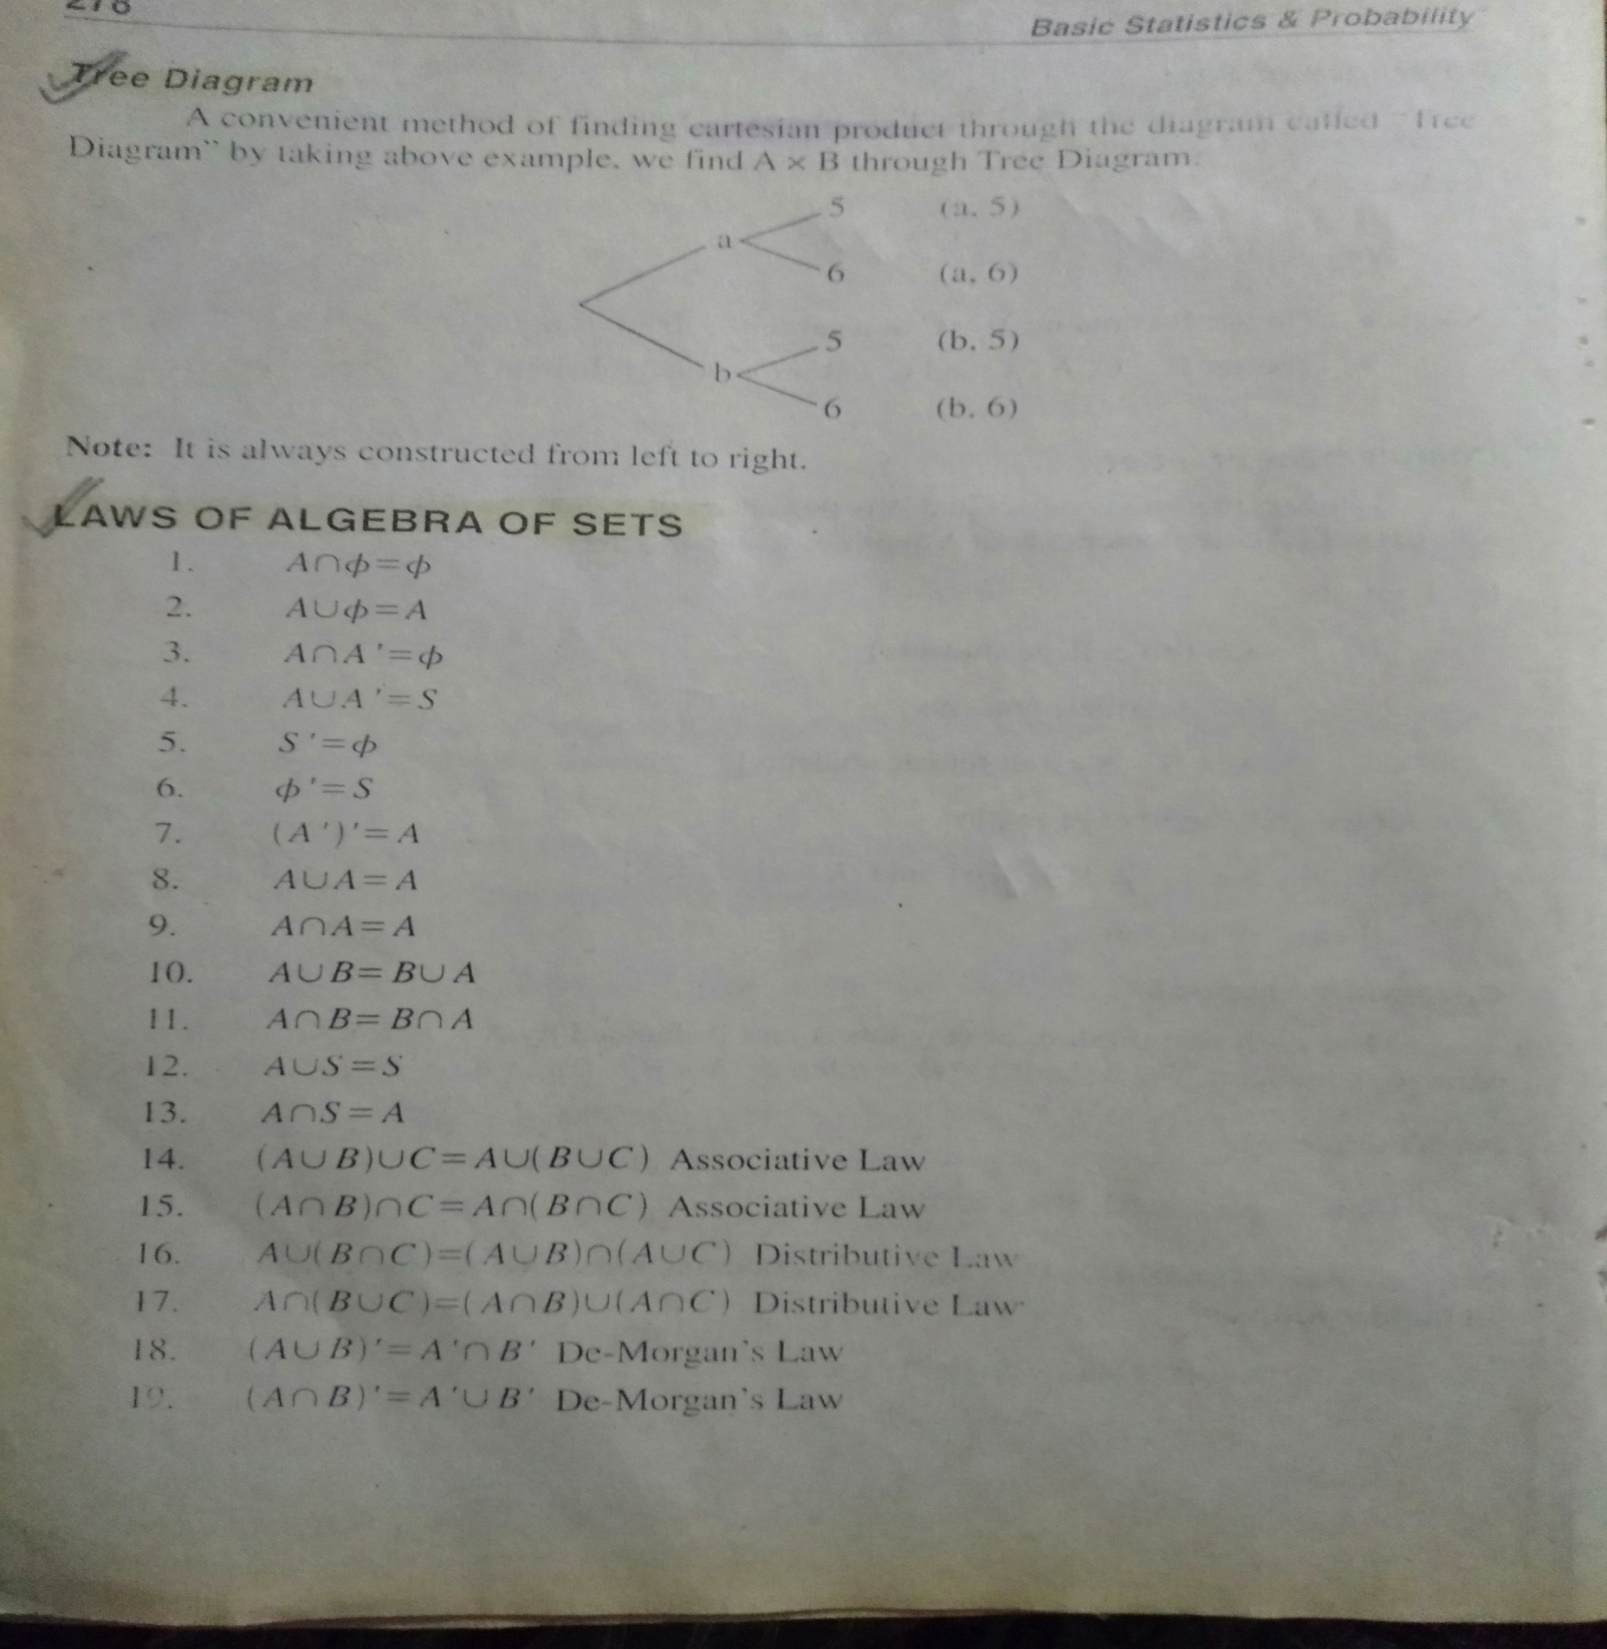 278
Basic Statistics & Probability
Tree Diagram
A convenient method of finding cartesian product through the diagram called "Tree
Diagram" by taking above example, we find A × B through Tree Diagram.
5 (a, 5)
a
6 (a, 6)
5 (b, 5)
b
6 (b, 6)
Note: It is always constructed from left to right.
LAWS OF ALGEBRA OF SETS
1. A∩ϕ=ϕ
2. A∪ϕ=A
3. A∩A'=ϕ
4. A∪A'=S
5. S'=ϕ
6. ϕ'=S
7. (A')'=A
8. A∪A=A
9. A∩A=A
10. A∪B=B∪A
11. A∩B=B∩A
12. A∪S=S
13. A∩S=A
14. (A∪B)∪C=A∪(B∪C) Associative Law
15. (A∩B)∩C=A∩(B∩C) Associative Law
16. A∪(B∩C)=(A∪B)∩(A∪C) Distributive Law
17. A∩(B∪C)=(A∩B)∪(A∩C) Distributive Law
18. (A∪B)'=A'∩B' De-Morgan's Law
19. (A∩B)'=A'∪B' De-Morgan's Law